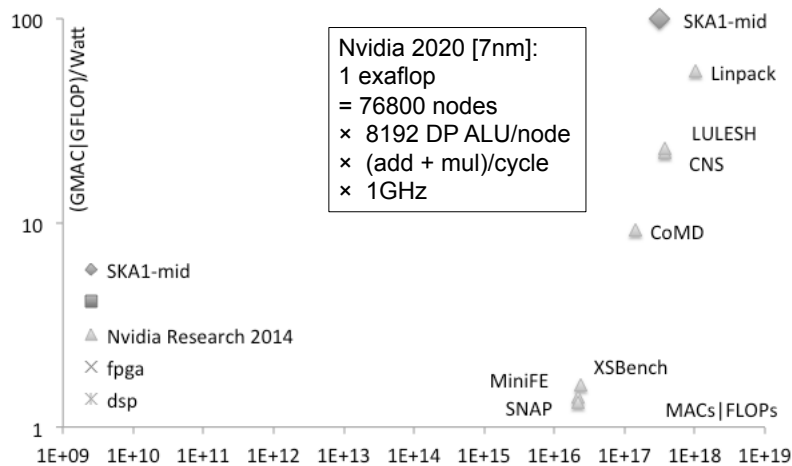 100
(GMAC|GFLOP)/Watt
Nvidia 2020 [7nm]:
1 exaflop
= 76800 nodes
× 8192 DP ALU/node
× (add + mul)/cycle
× 1GHz
SKA1-mid
Linpack
LULESH
CNS
10
CoMD
SKA1-mid
Nvidia Research 2014
fpga
dsp
XSBench
MiniFE
SNAP
MACs|FLOPs
1
1E+09 1E+10 1E+11 1E+12 1E+13 1E+14 1E+15 1E+16 1E+17 1E+18 1E+19